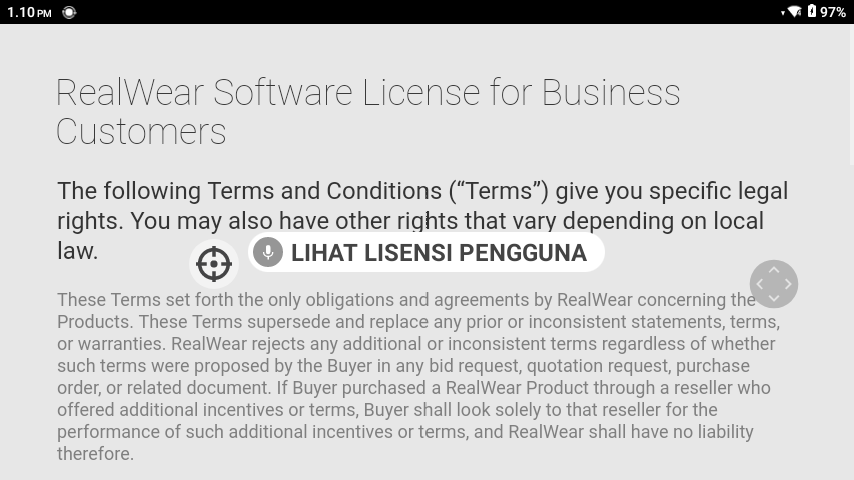 1.10 PM
97%
RealWear Software License for Business
Customers
The following Terms and Conditions (“Terms”) give you specific legal
rights. You may also have other rights that vary depending on local
law.
LIHAT LISENSI PENGGUNA
These Terms set forth the only obligations and agreements by RealWear concerning the
Products. These Terms supersede and replace any prior or inconsistent statements, terms,
or warranties. RealWear rejects any additional or inconsistent terms regardless of whether
such terms were proposed by the Buyer in any bid request, quotation request, purchase
order, or related document. If Buyer purchased a RealWear Product through a reseller who
offered additional incentives or terms, Buyer shall look solely to that reseller for the
performance of such additional incentives or terms, and RealWear shall have no liability
therefore.